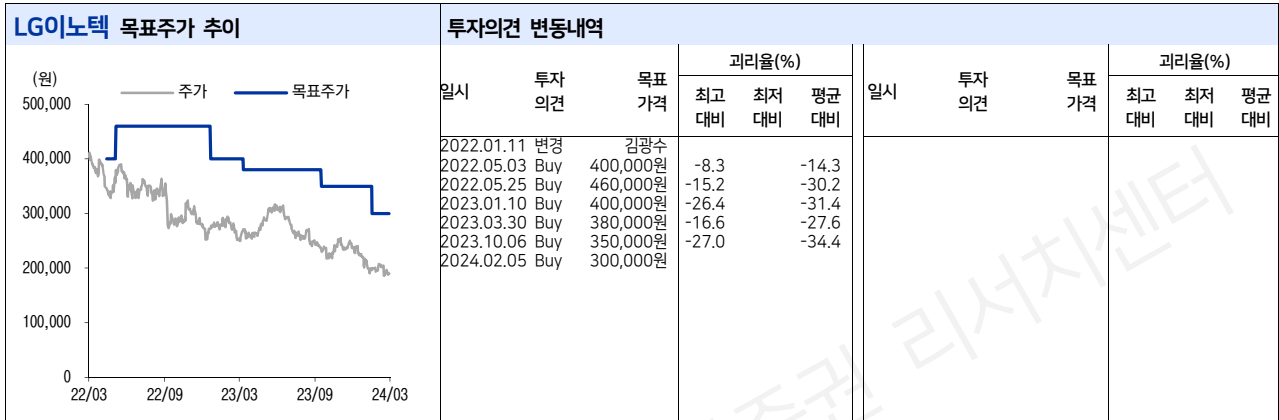 LG이노텍 목표주가 추이
투자의견 변동내역
(원)
주가
목표주가
500,000
400,000
300,000
200,000
100,000
0
22/03 22/09 23/03 23/09 24/03
일시 투자의견 목표가격 괴리율(%)
최고대비 최저대비 평균대비
2022.01.11 변경 김광수
2022.05.03 Buy 400,000원 -8.3 -14.3
2022.05.25 Buy 460,000원 -15.2 -30.2
2023.01.10 Buy 400,000원 -26.4 -31.4
2023.03.30 Buy 380,000원 -16.6 -27.6
2023.10.06 Buy 350,000원 -27.0 -34.4
2024.02.05 Buy 300,000원
일시 투자의견 목표가격 괴리율(%)
최고대비 최저대비 평균대비
증권 리서치센터